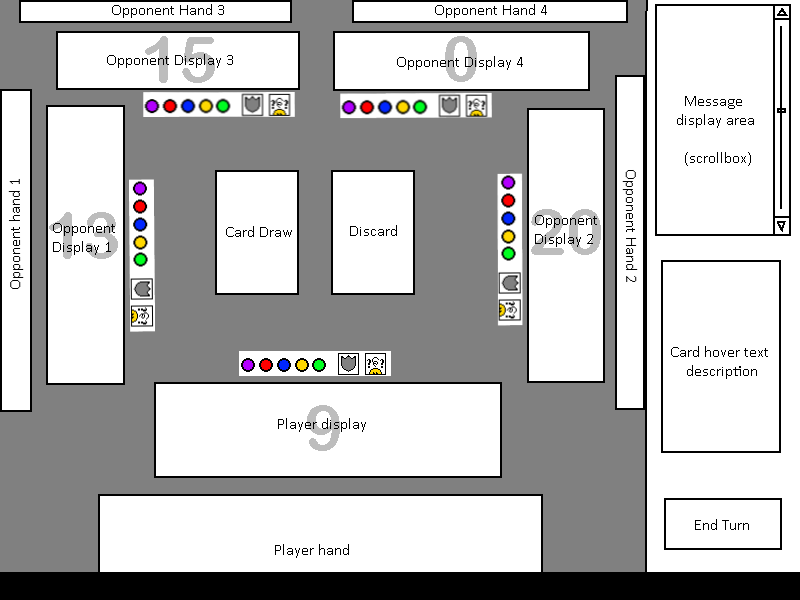 Opponent Hand 3
Opponent Hand 4
15
Opponent Display 3
0
Opponent Display 4
Message
display area
(scrollbox)
Opponent hand 1
13
Opponent
Display 1
Card Draw
Discard
20
Opponent
Display 2
Opponent Hand 2
Card hover text
description
9
Player display
End Turn
Player hand